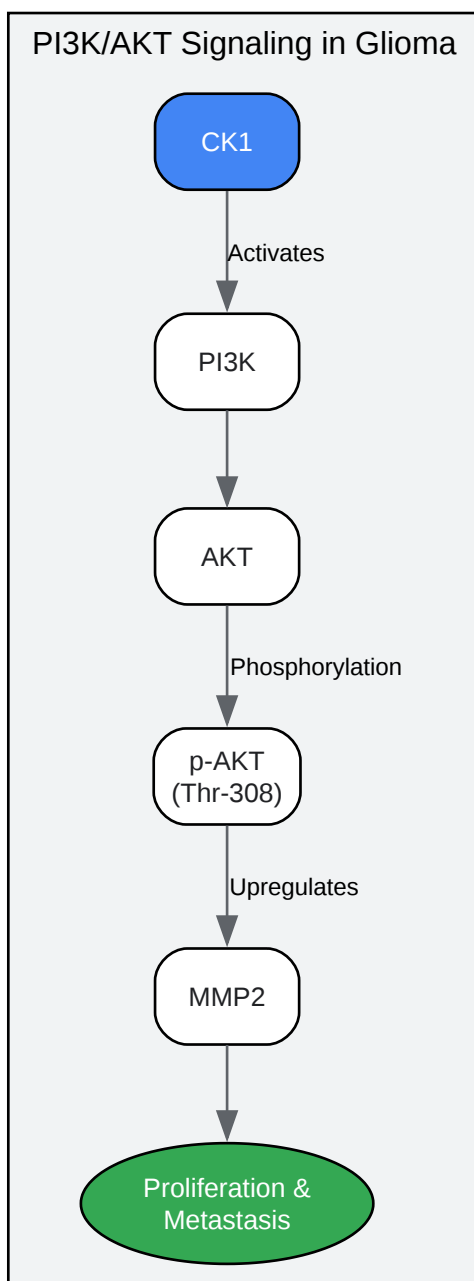 PI3K/AKT Signaling in Glioma
CK1
Activates
PI3K
AKT
Phosphorylation
p-AKT
(Thr-308)
Upregulates
MMP2
Proliferation &
Metastasis